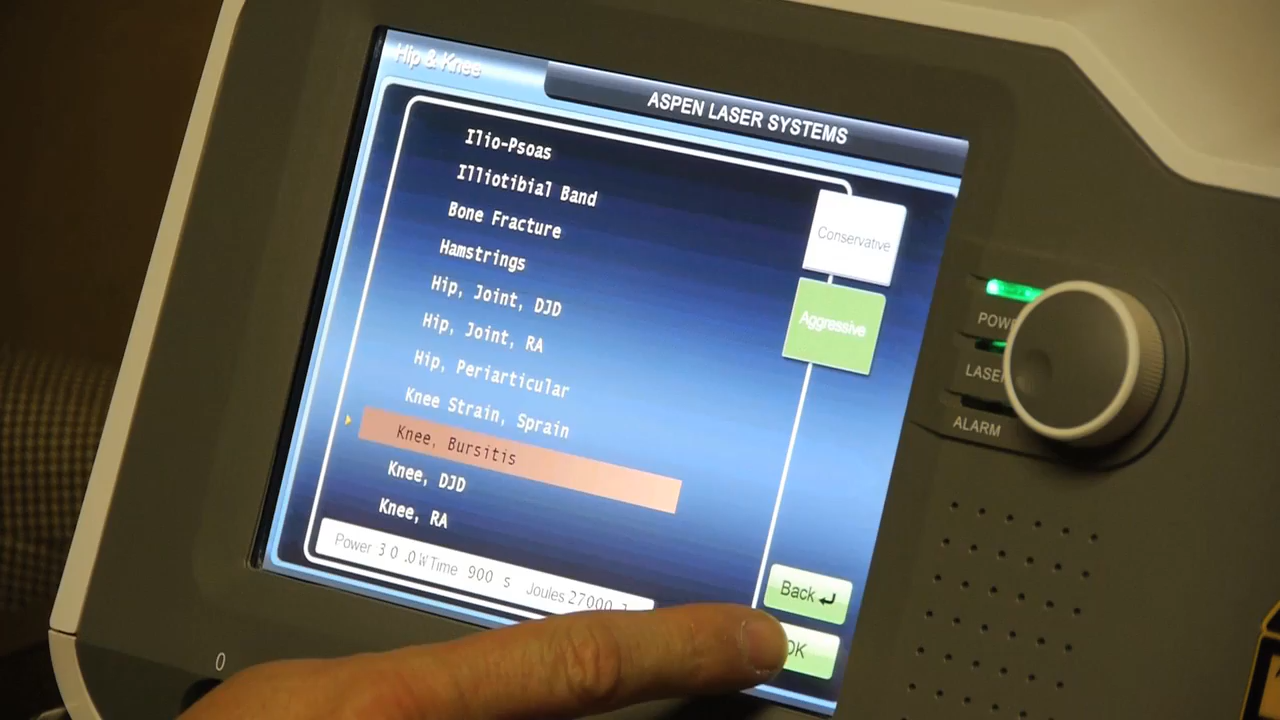 Hip & Knee
ASPEN LASER SYSTEMS
Ilio-Psoas
Illiotibial Band
Bone Fracture
Hamstrings
Hip, Joint, DJD
Hip, Joint, RA
Hip, Periarticular
Knee Strain, Sprain
Knee, Bursitis
Knee, DJD
Knee, RA
Power 30.0W Time 900 s Joules 27000 J
Conservative
Aggressive
Back
OK
LASER
ALARM
0